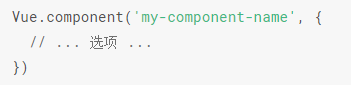 Vue.component('my-component-name', {
  // ... 选项 ...
})